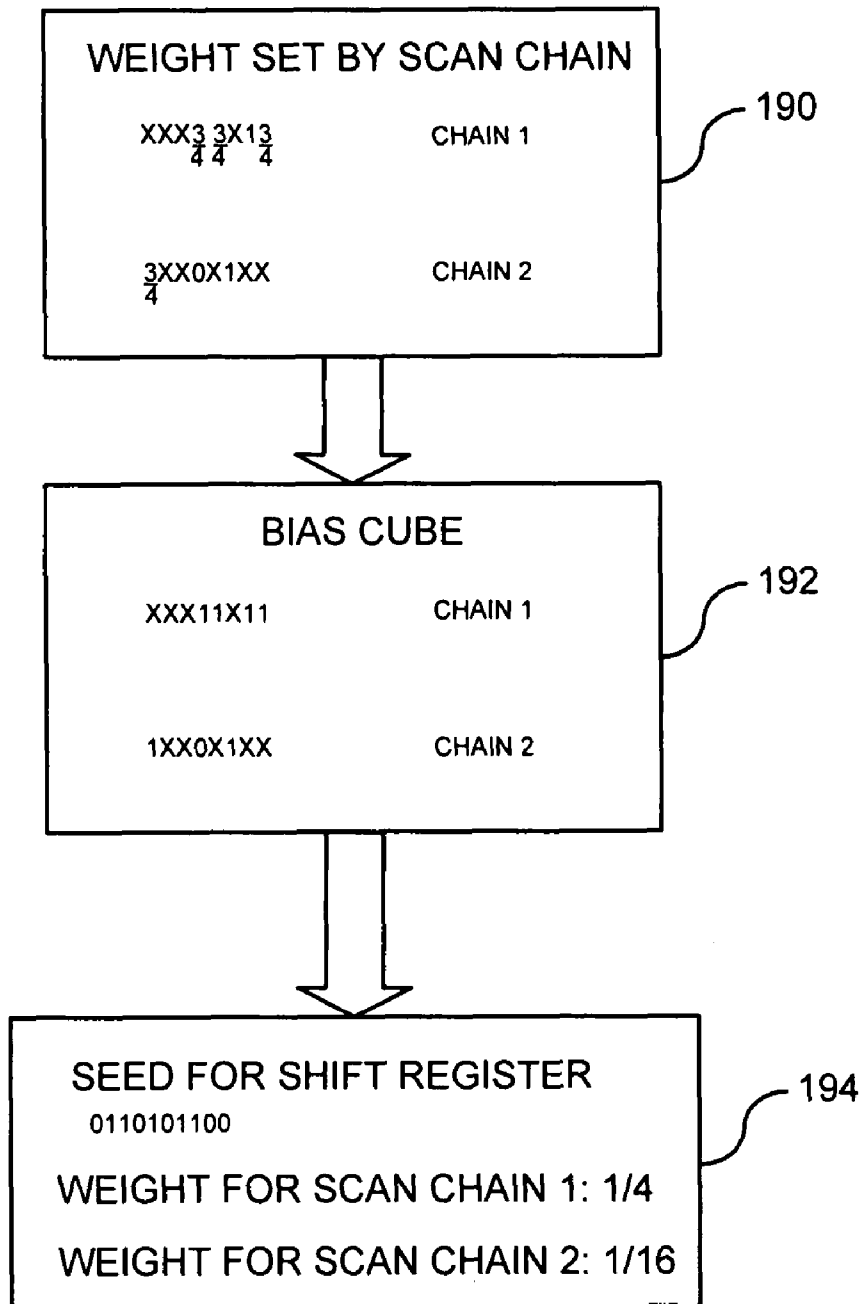 WEIGHT SET BY SCAN CHAIN
190
XXX3/4 3/4X13/4 CHAIN 1
3/4XX0X1XX CHAIN 2
BIAS CUBE
192
XXX11X11 CHAIN 1
1XX0X1XX CHAIN 2
SEED FOR SHIFT REGISTER
194
0110101100
WEIGHT FOR SCAN CHAIN 1: 1/4
WEIGHT FOR SCAN CHAIN 2: 1/16